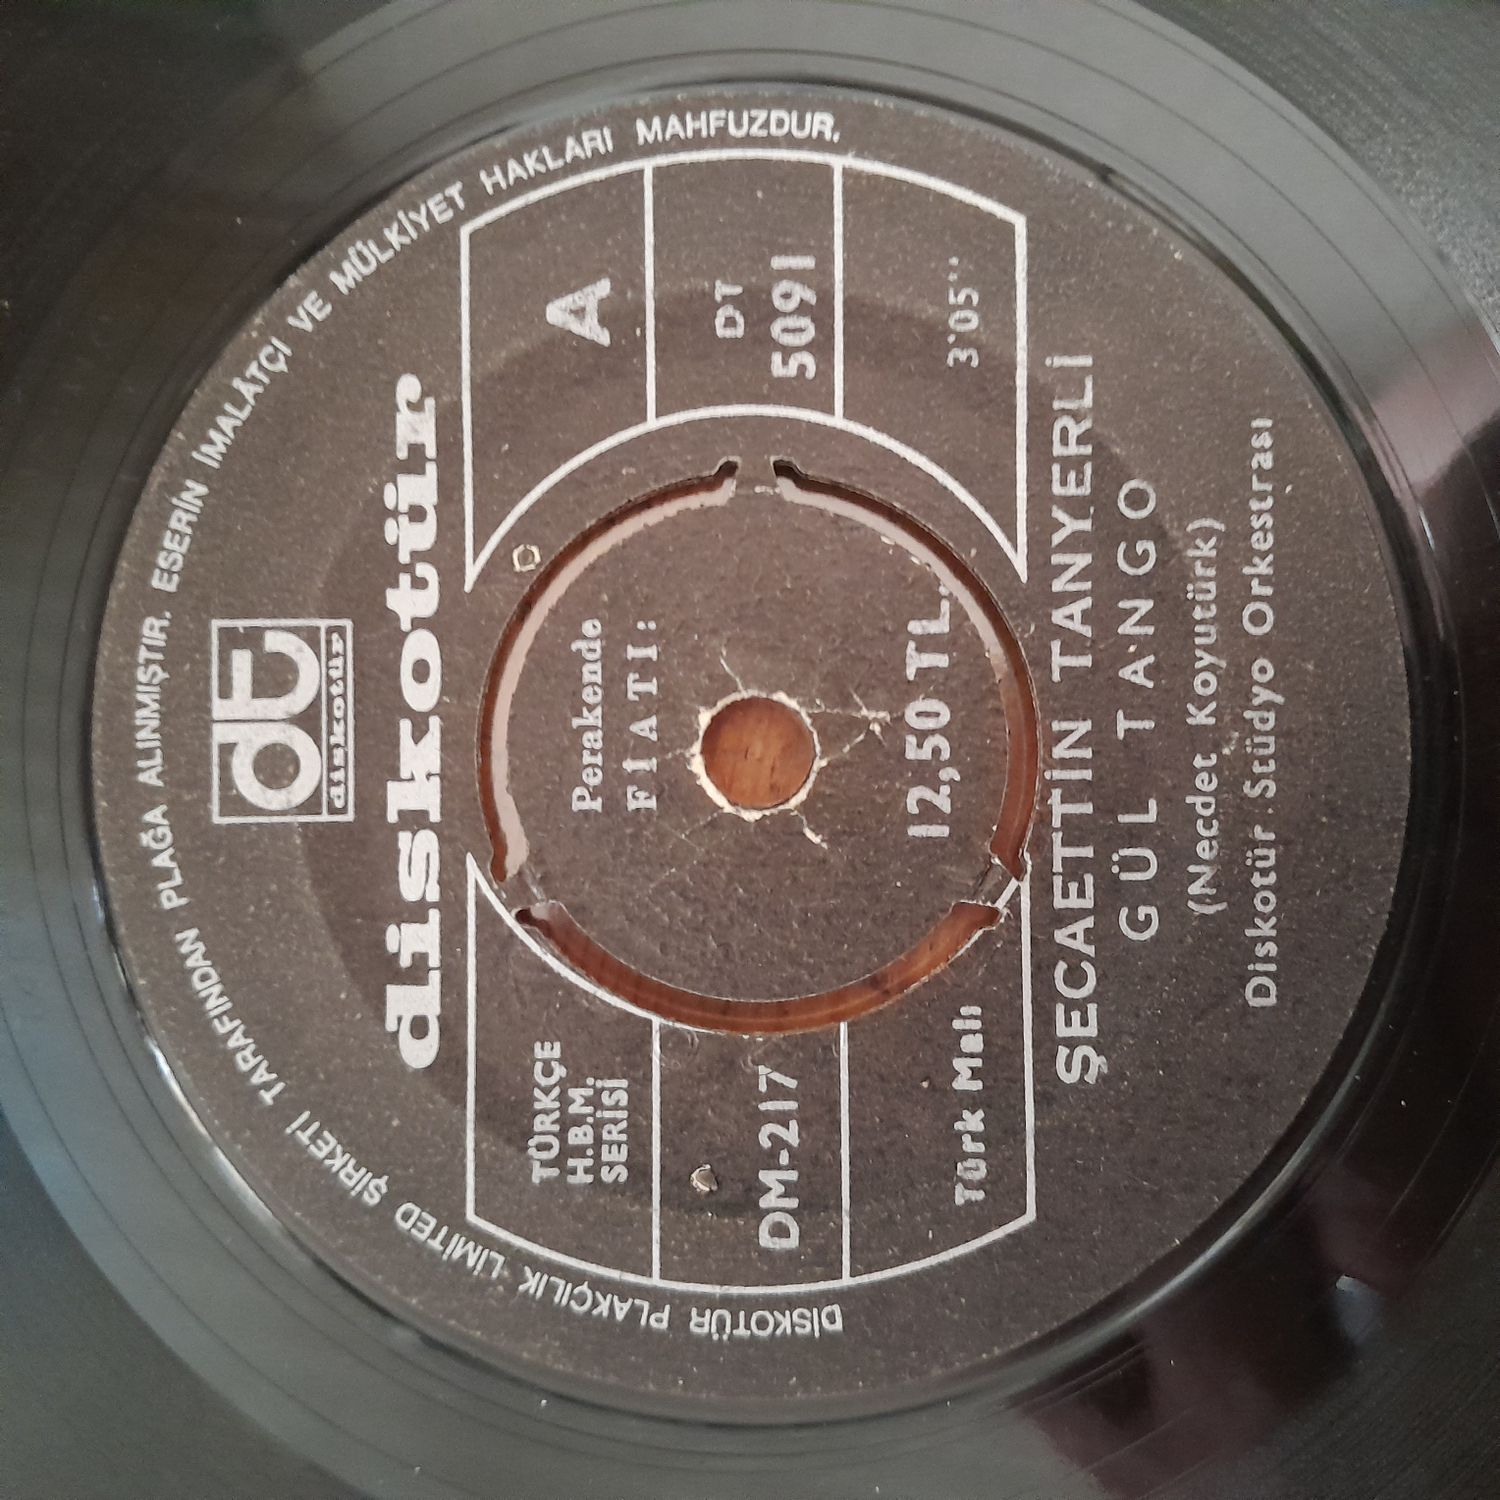 DİSKOTÜR PLAKÇILIK LİMİTED ŞİRKETİ TARAFINDAN PLAĞA ALINMIŞTIR. ESERİN İMALÂTÇI VE MÜLKİYET HAKLARI MAHFUZDUR.
dt
diskotür
diskotür
TÜRKÇE
H.B.M.
SERİSİ
A
DM-217
DT
5091
Türk Malı
3'05''
Perakende
FİATI:
12,50 TL.
ŞECAETTİN TANYERLİ
GÜL TANGO
(Necdet Koyutürk)
Diskotür Stüdyo Orkestrası